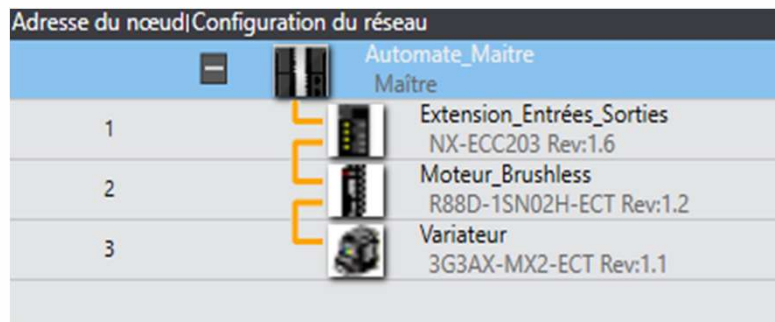 Adresse du nœud|Configuration du réseau
Automate_Maitre
Maître
1
Extension_Entrées_Sorties
NX-ECC203 Rev:1.6
2
Moteur_Brushless
R88D-1SN02H-ECT Rev:1.2
3
Variateur
3G3AX-MX2-ECT Rev:1.1